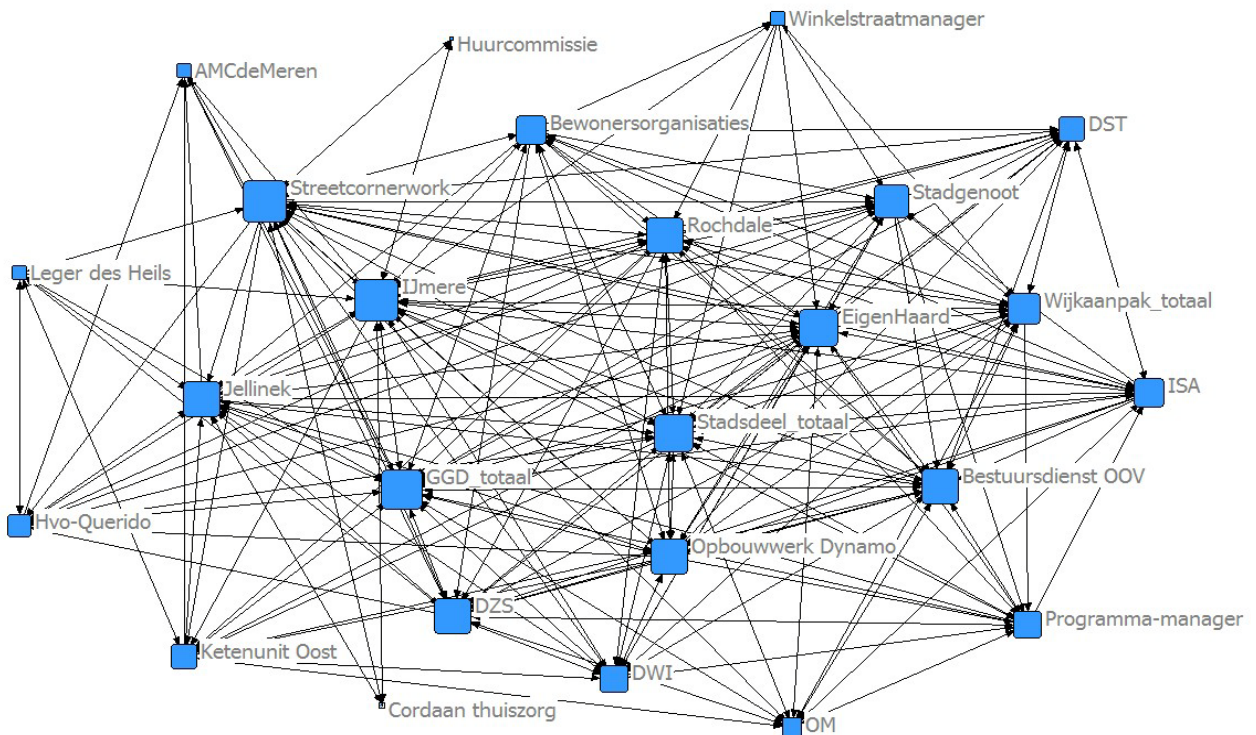 Winkelstraatmanager
Huurcommissie
AMCdeMeren
Bewonersorganisaties
DST
Streetcornerwork
Stadgenoot
Rochdale
Leger des Heils
IJmere
Wijkaanpak_totaal
EigenHaard
Jellinek
ISA
Stadsdeel_totaal
GGD_totaal
Bestuursdienst OOV
Hvo-Querido
Opbouwwerk Dynamo
DZS
Programma-manager
Ketenunit Oost
DWI
Cordaan thuiszorg
OM